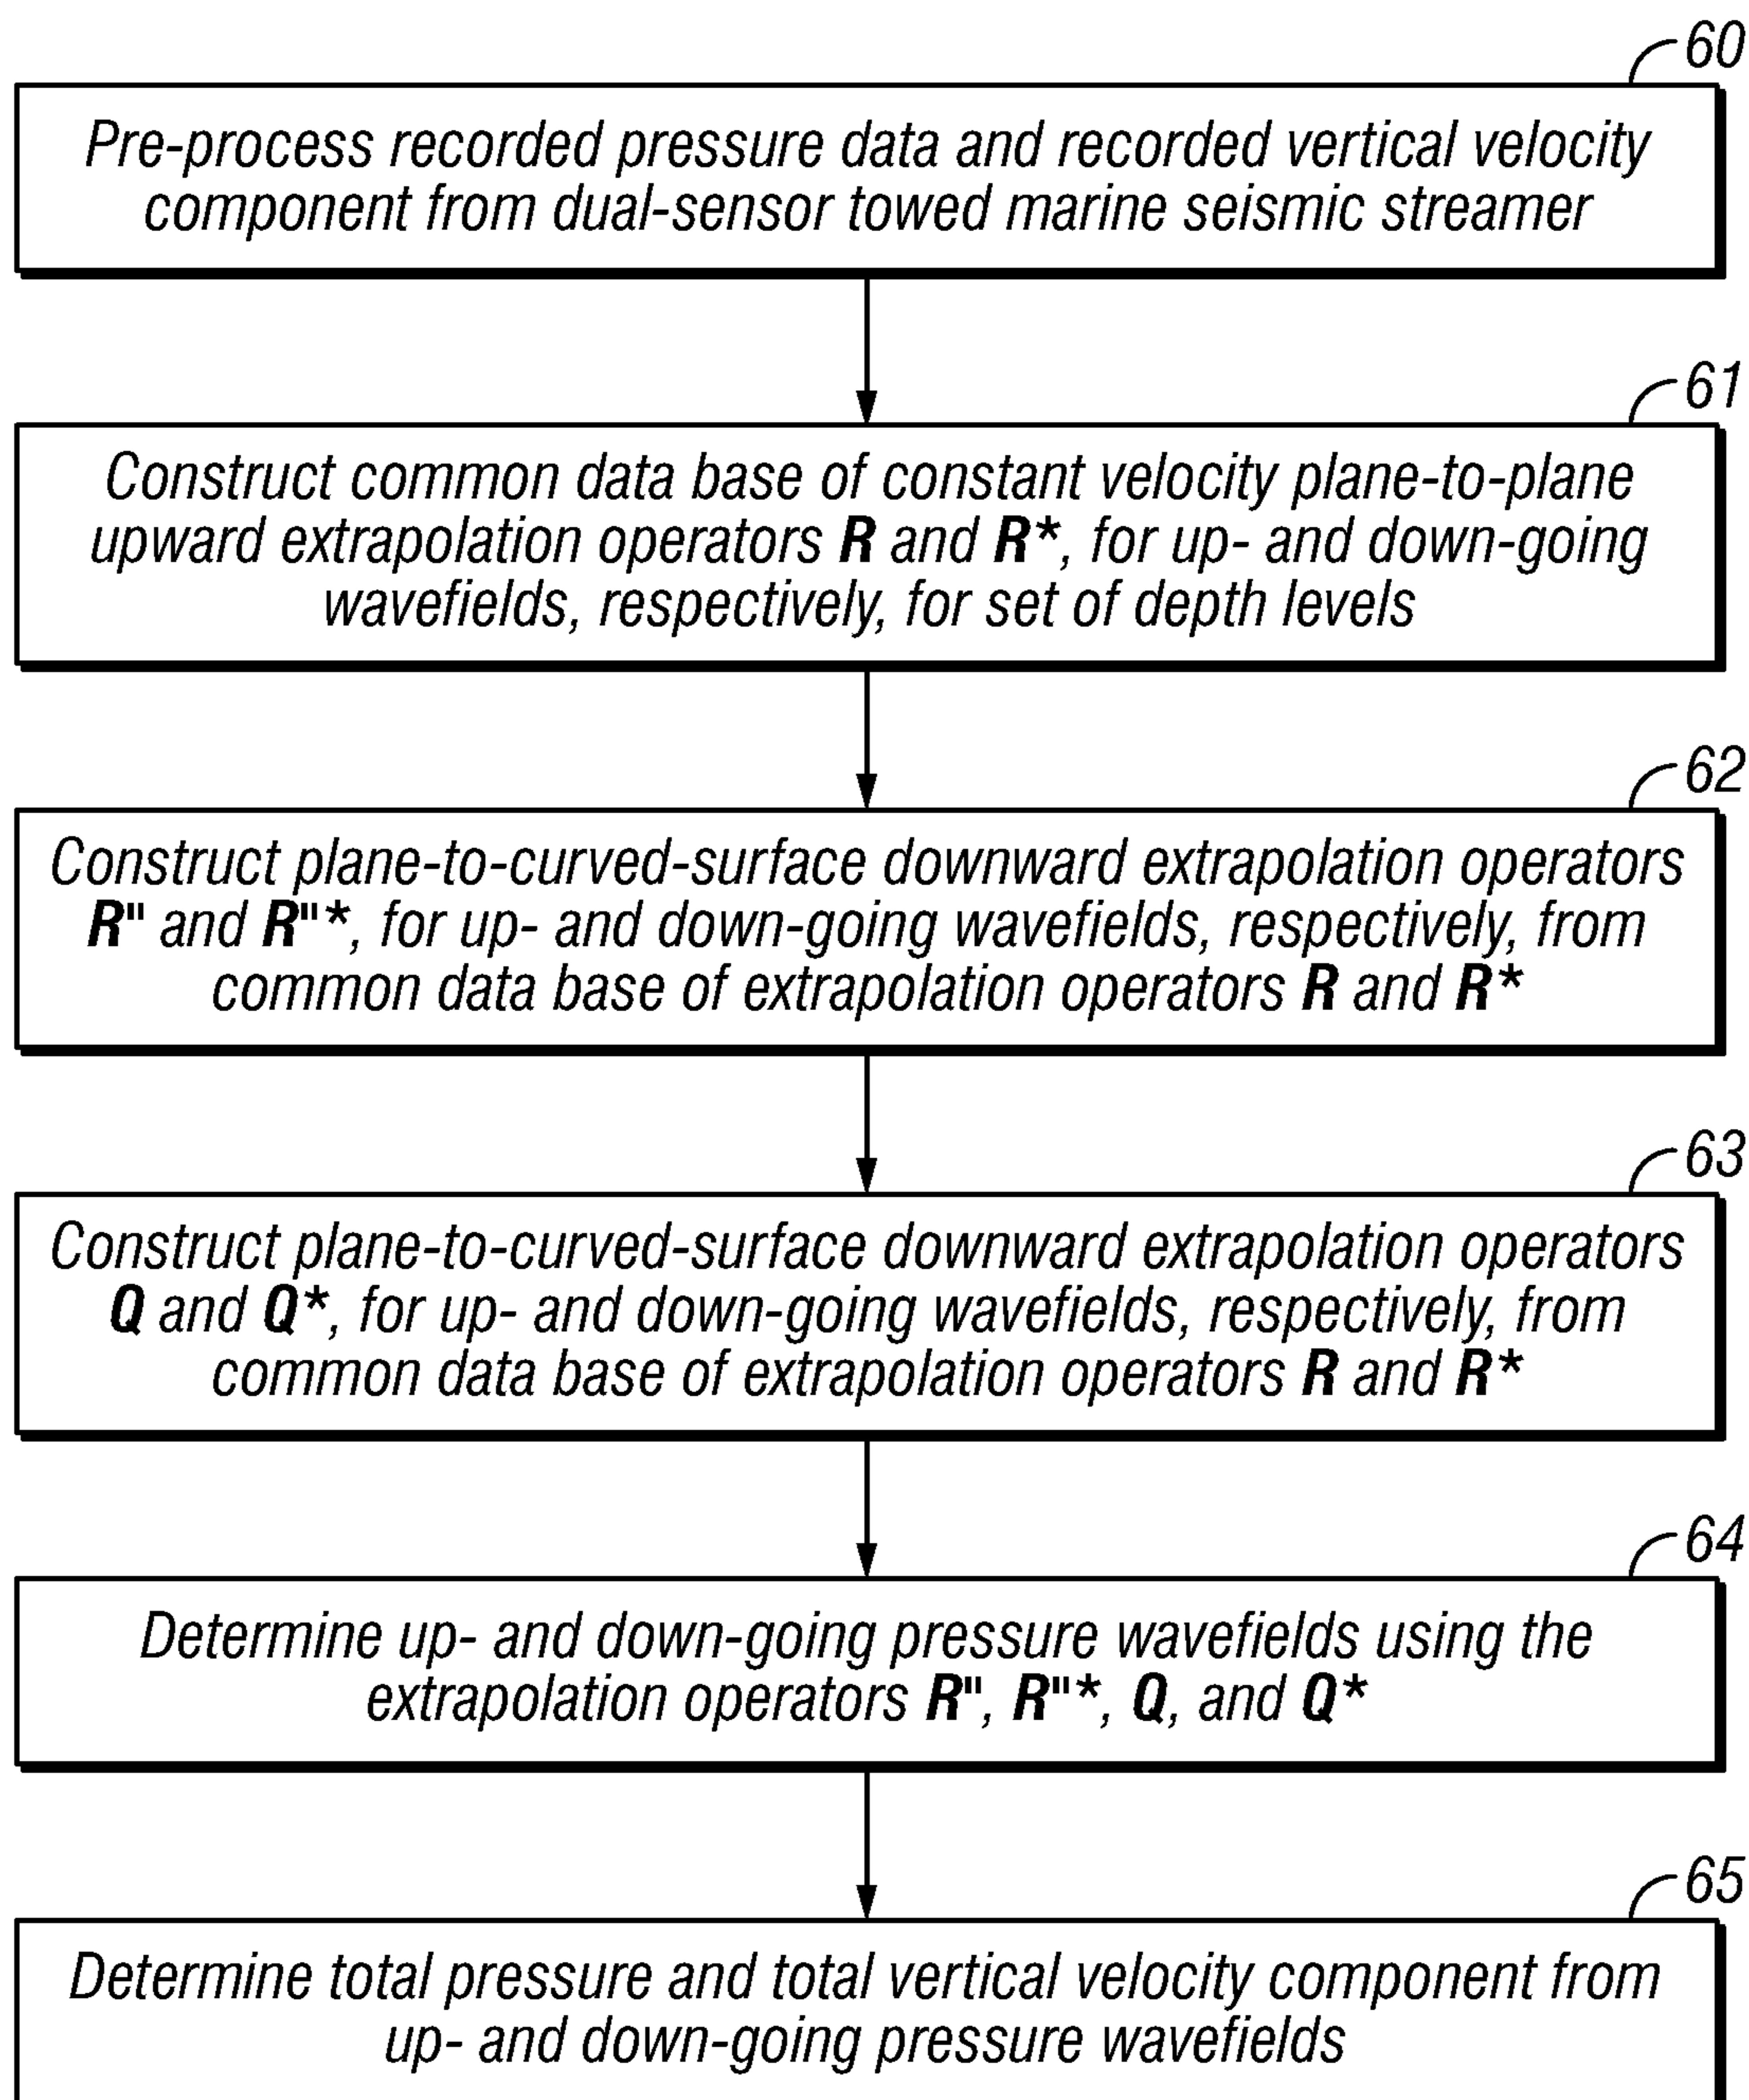 60
Pre-process recorded pressure data and recorded vertical velocity
component from dual-sensor towed marine seismic streamer
61
Construct common data base of constant velocity plane-to-plane
upward extrapolation operators R and R*, for up- and down-going
wavefields, respectively, for set of depth levels
62
Construct plane-to-curved-surface downward extrapolation operators
R" and R"*, for up- and down-going wavefields, respectively, from
common data base of extrapolation operators R and R*
63
Construct plane-to-curved-surface downward extrapolation operators
Q and Q*, for up- and down-going wavefields, respectively, from
common data base of extrapolation operators R and R*
64
Determine up- and down-going pressure wavefields using the
extrapolation operators R", R"*, Q, and Q*
65
Determine total pressure and total vertical velocity component from
up- and down-going pressure wavefields